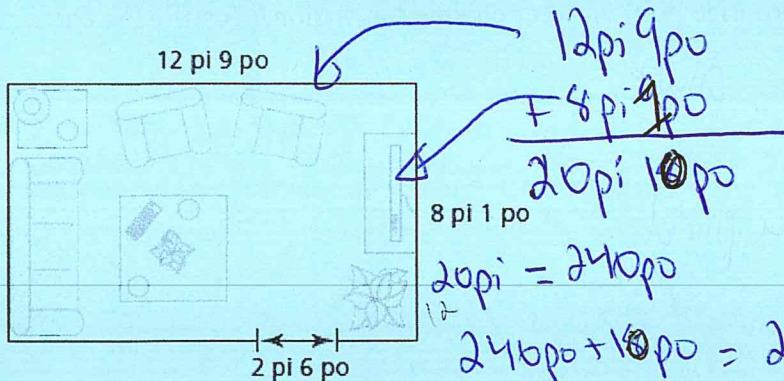 12 pi 9 po
12pi 9po
+ 8pi 1po
20pi 10po
8 pi 1 po
20pi = 240po
12
240po + 10po = 2
2 pi 6 po